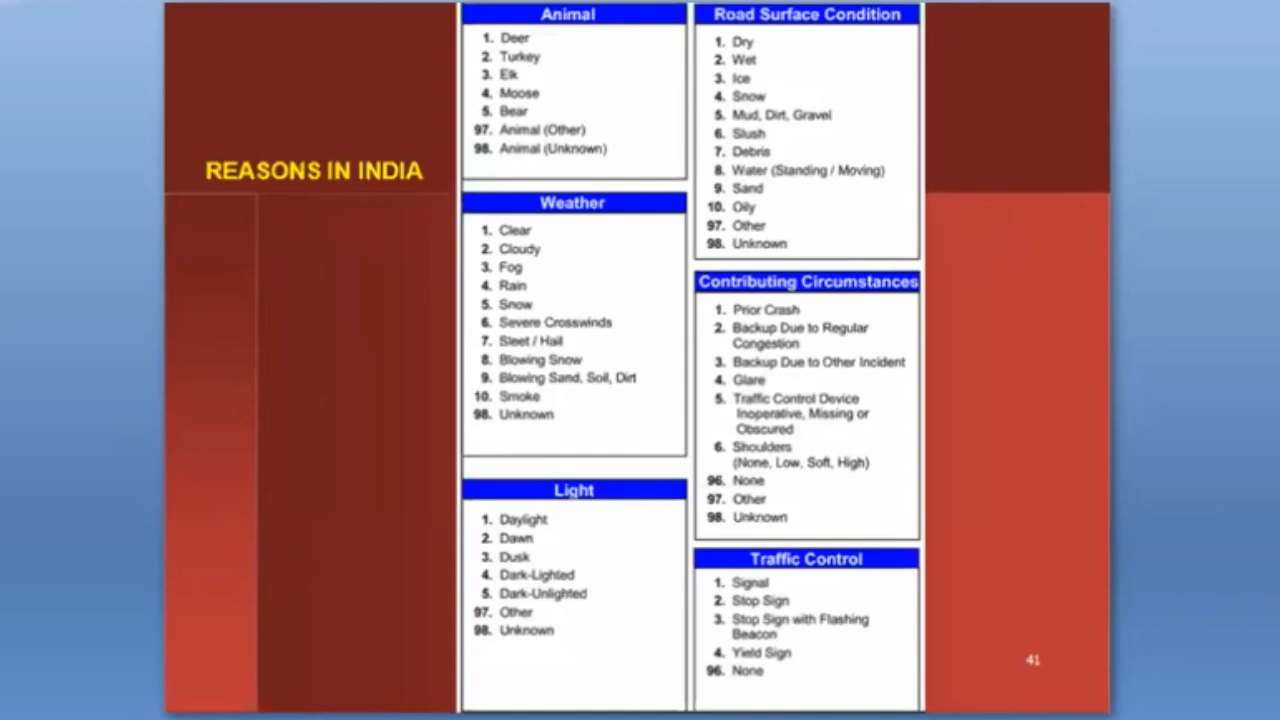 REASONS IN INDIA
Animal
1. Deer
2. Turkey
3. Elk
4. Moose
5. Bear
97. Animal (Other)
98. Animal (Unknown)
Weather
1. Clear
2. Cloudy
3. Fog
4. Rain
5. Snow
6. Severe Crosswinds
7. Sleet / Hail
8. Blowing Snow
9. Blowing Sand, Soil, Dirt
10. Smoke
98. Unknown
Light
1. Daylight
2. Dawn
3. Dusk
4. Dark-Lighted
5. Dark-Unlighted
97. Other
98. Unknown
Road Surface Condition
1. Dry
2. Wet
3. Ice
4. Snow
5. Mud, Dirt, Gravel
6. Slush
7. Debris
8. Water (Standing / Moving)
9. Sand
10. Oily
97. Other
98. Unknown
Contributing Circumstances
1. Prior Crash
2. Backup Due to Regular
Congestion
3. Backup Due to Other Incident
4. Glare
5. Traffic Control Device
Inoperative, Missing or
Obscured
6. Shoulders
(None, Low, Soft, High)
96. None
97. Other
98. Unknown
Traffic Control
1. Signal
2. Stop Sign
3. Stop Sign with Flashing
Beacon
4. Yield Sign
96. None
41